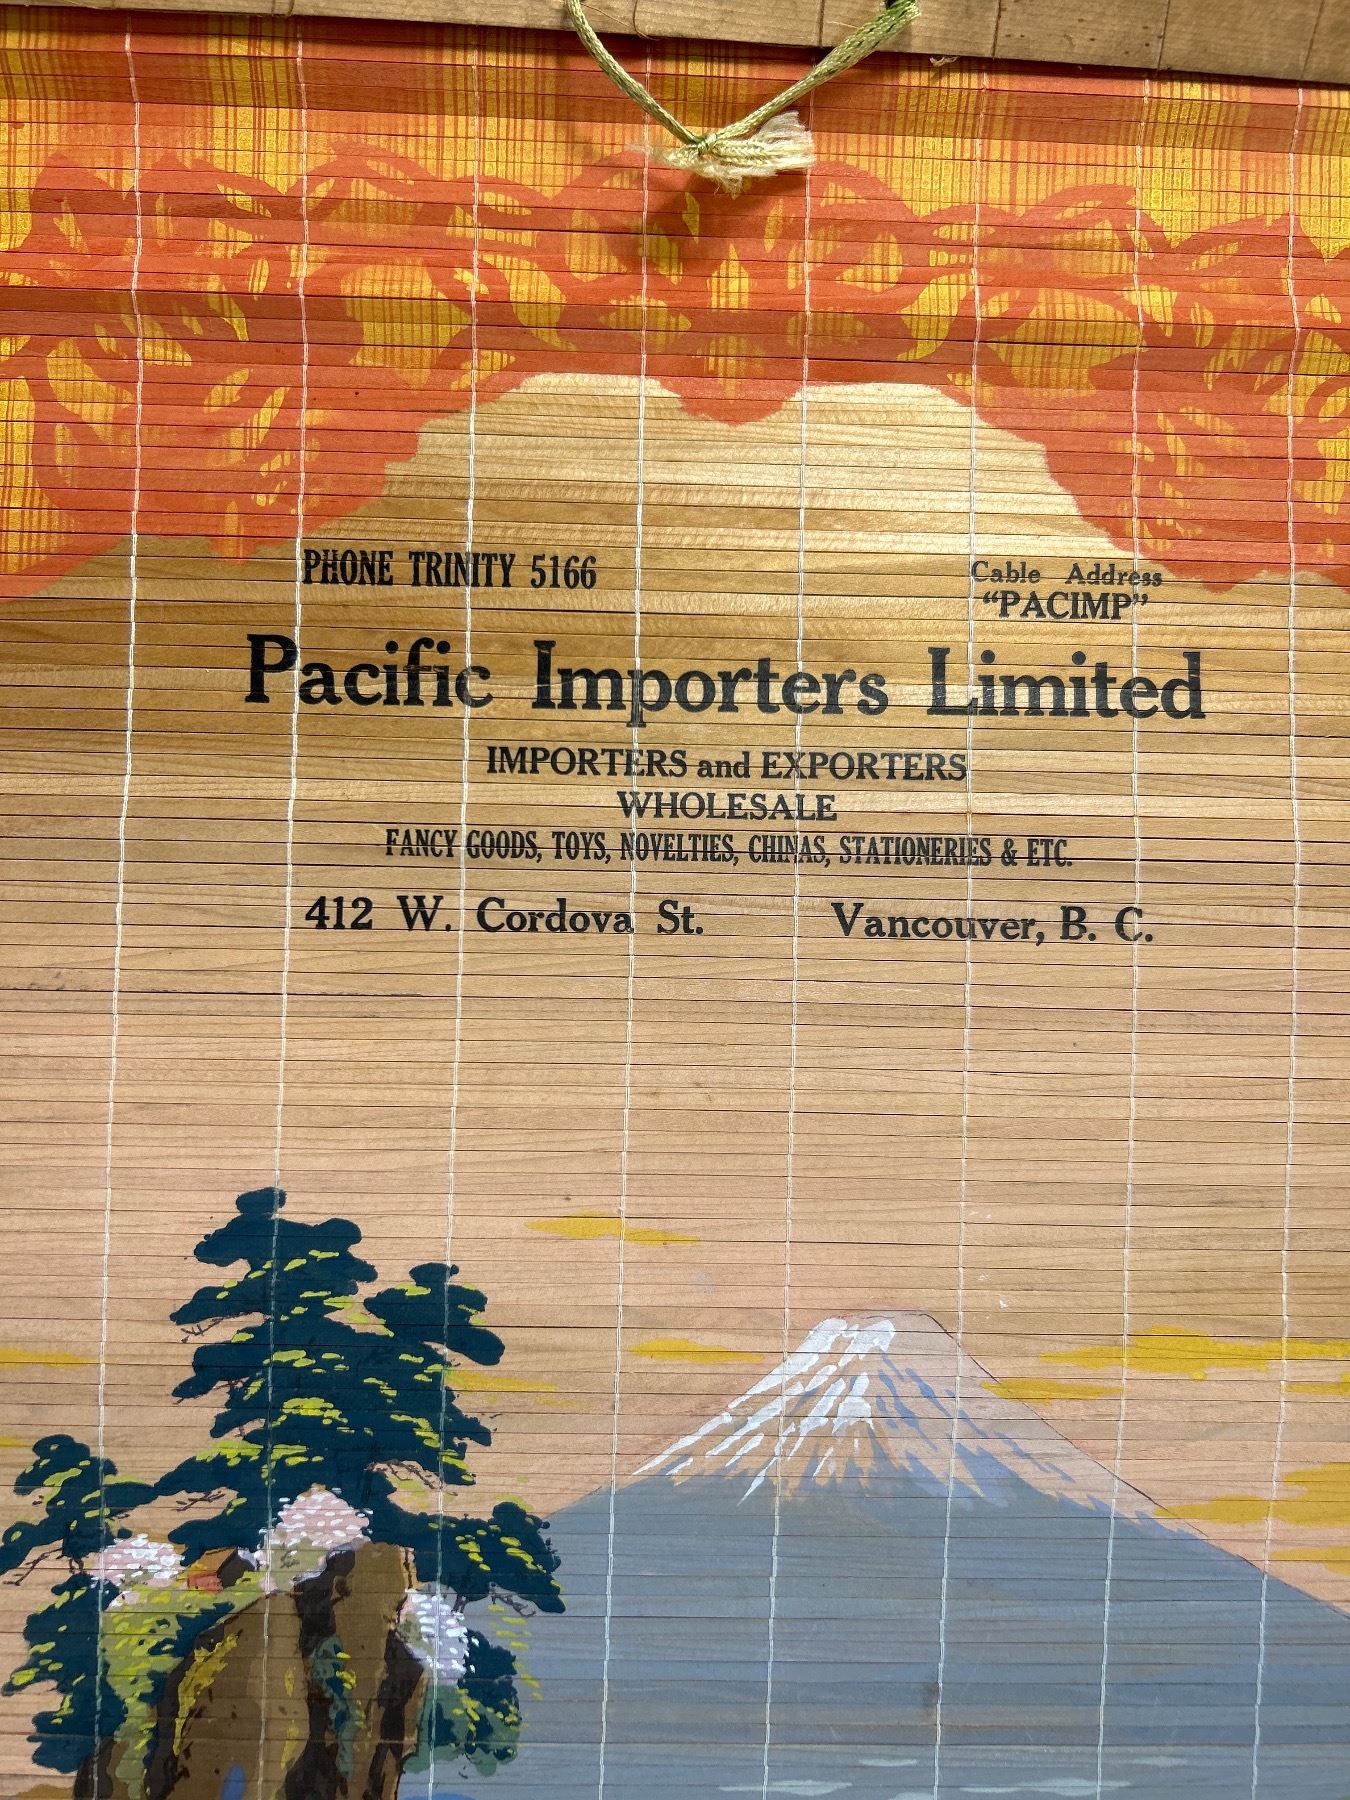 PHONE TRINITY 5166
Cable Address
“PACIMP”
Pacific Importers Limited
IMPORTERS and EXPORTERS
WHOLESALE
FANCY GOODS, TOYS, NOVELTIES, CHINAS, STATIONERIES & ETC.
412 W. Cordova St. Vancouver, B. C.